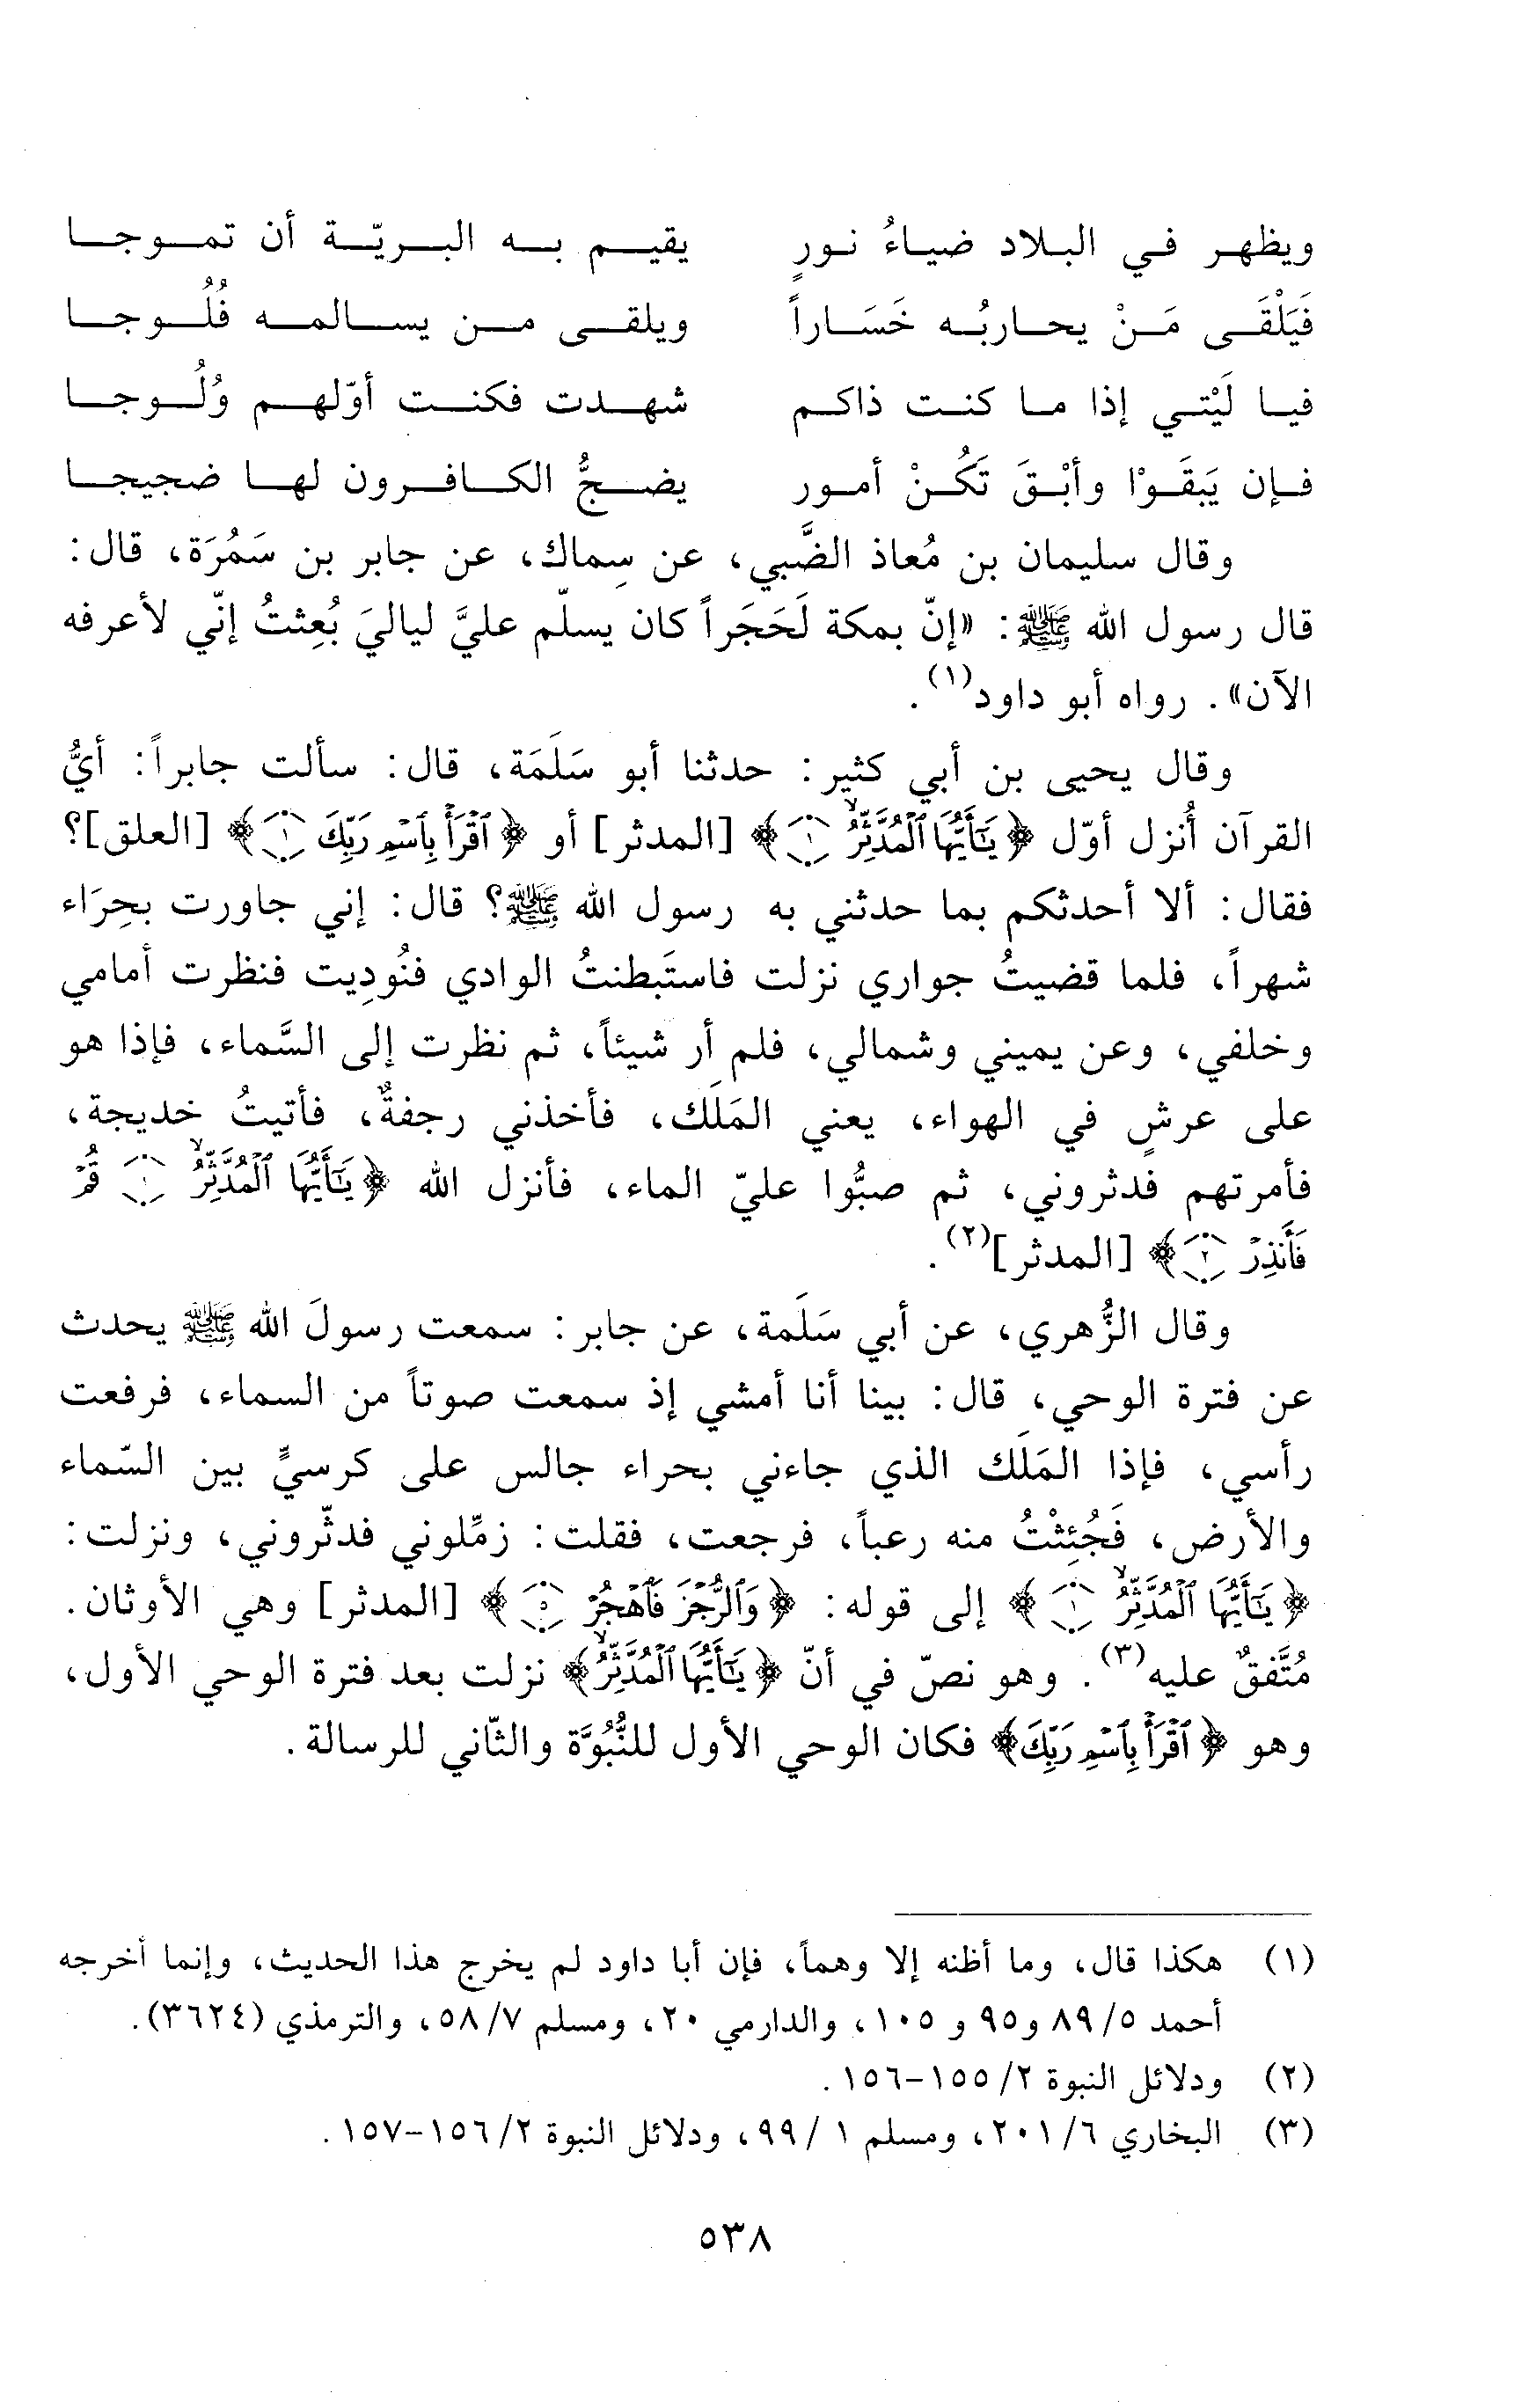 ويظهر في البلاد ضياءُ نورٍ يقيم به البريّة أن تموجا
فَيَلْقَى مَنْ يحاربُه خَسَاراً ويلقى من يسالمه فُلُوجا
فيا لَيْتي إذا ما كنت ذاكم شهدت فكنت أوّلهم وُلُوجا
فإن يَبقَوْا وأبْقَ تَكُنْ أمور يضجُّ الكافرون لها ضجيجا
وقال سليمان بن مُعاذ الضَّبي، عن سِماك، عن جابر بن سَمُرَة، قال:
قال رسول الله ﷺ: «إنّ بمكة لَحَجَراً كان يسلّم عليَّ لياليَ بُعِثتُ إنّي لأعرفه
الآن». رواه أبو داود(١).
وقال يحيى بن أبي كثير: حدثنا أبو سَلَمَة، قال: سألت جابراً: أيُّ
القرآن أُنزل أوّل ﴿يَٰٓأَيُّهَا ٱلْمُدَّثِّرُ ١﴾ [المدثر] أو ﴿ٱقْرَأْ بِٱسْمِ رَبِّكَ ١﴾ [العلق]؟
فقال: ألا أحدثكم بما حدثني به رسول الله ﷺ؟ قال: إني جاورت بحِرَاء
شهراً، فلما قضيتُ جواري نزلت فاستَبطنتُ الوادي فنُودِيت فنظرت أمامي
وخلفي، وعن يميني وشمالي، فلم أر شيئاً، ثم نظرت إلى السَّماء، فإذا هو
على عرشٍ في الهواء، يعني المَلَك، فأخذني رجفةٌ، فأتيتُ خديجة،
فأمرتهم فدثروني، ثم صبُّوا عليّ الماء، فأنزل الله ﴿يَٰٓأَيُّهَا ٱلْمُدَّثِّرُ ١ قُمْ
فَأَنذِرْ ٢﴾ [المدثر](٢).
وقال الزُّهري، عن أبي سَلَمة، عن جابر: سمعت رسولَ الله ﷺ يحدث
عن فترة الوحي، قال: بينا أنا أمشي إذ سمعت صوتاً من السماء، فرفعت
رأسي، فإذا المَلَك الذي جاءني بحراء جالس على كرسيٍّ بين السّماء
والأرض، فَجُئِثْتُ منه رعباً، فرجعت، فقلت: زمِّلوني فدثّروني، ونزلت:
﴿يَٰٓأَيُّهَا ٱلْمُدَّثِّرُ ١﴾ إلى قوله: ﴿وَٱلرُّجْزَ فَٱهْجُرْ ٥﴾ [المدثر] وهي الأوثان.
مُتَّفقٌ عليه(٣). وهو نصّ في أنّ ﴿يَٰٓأَيُّهَا ٱلْمُدَّثِّرُ﴾ نزلت بعد فترة الوحي الأول،
وهو ﴿ٱقْرَأْ بِٱسْمِ رَبِّكَ﴾ فكان الوحي الأول للنُّبُوَّة والثّاني للرسالة.
(١) هكذا قال، وما أظنه إلا وهماً، فإن أبا داود لم يخرج هذا الحديث، وإنما أخرجه
أحمد ٥/ ٨٩ و٩٥ و ١٠٥، والدارمي ٢٠، ومسلم ٧/ ٥٨، والترمذي (٣٦٢٤).
(٢) ودلائل النبوة ٢/ ١٥٥-١٥٦.
(٣) البخاري ٦/ ٢٠١، ومسلم ١ / ٩٩، ودلائل النبوة ٢/ ١٥٦-١٥٧.
٥٣٨